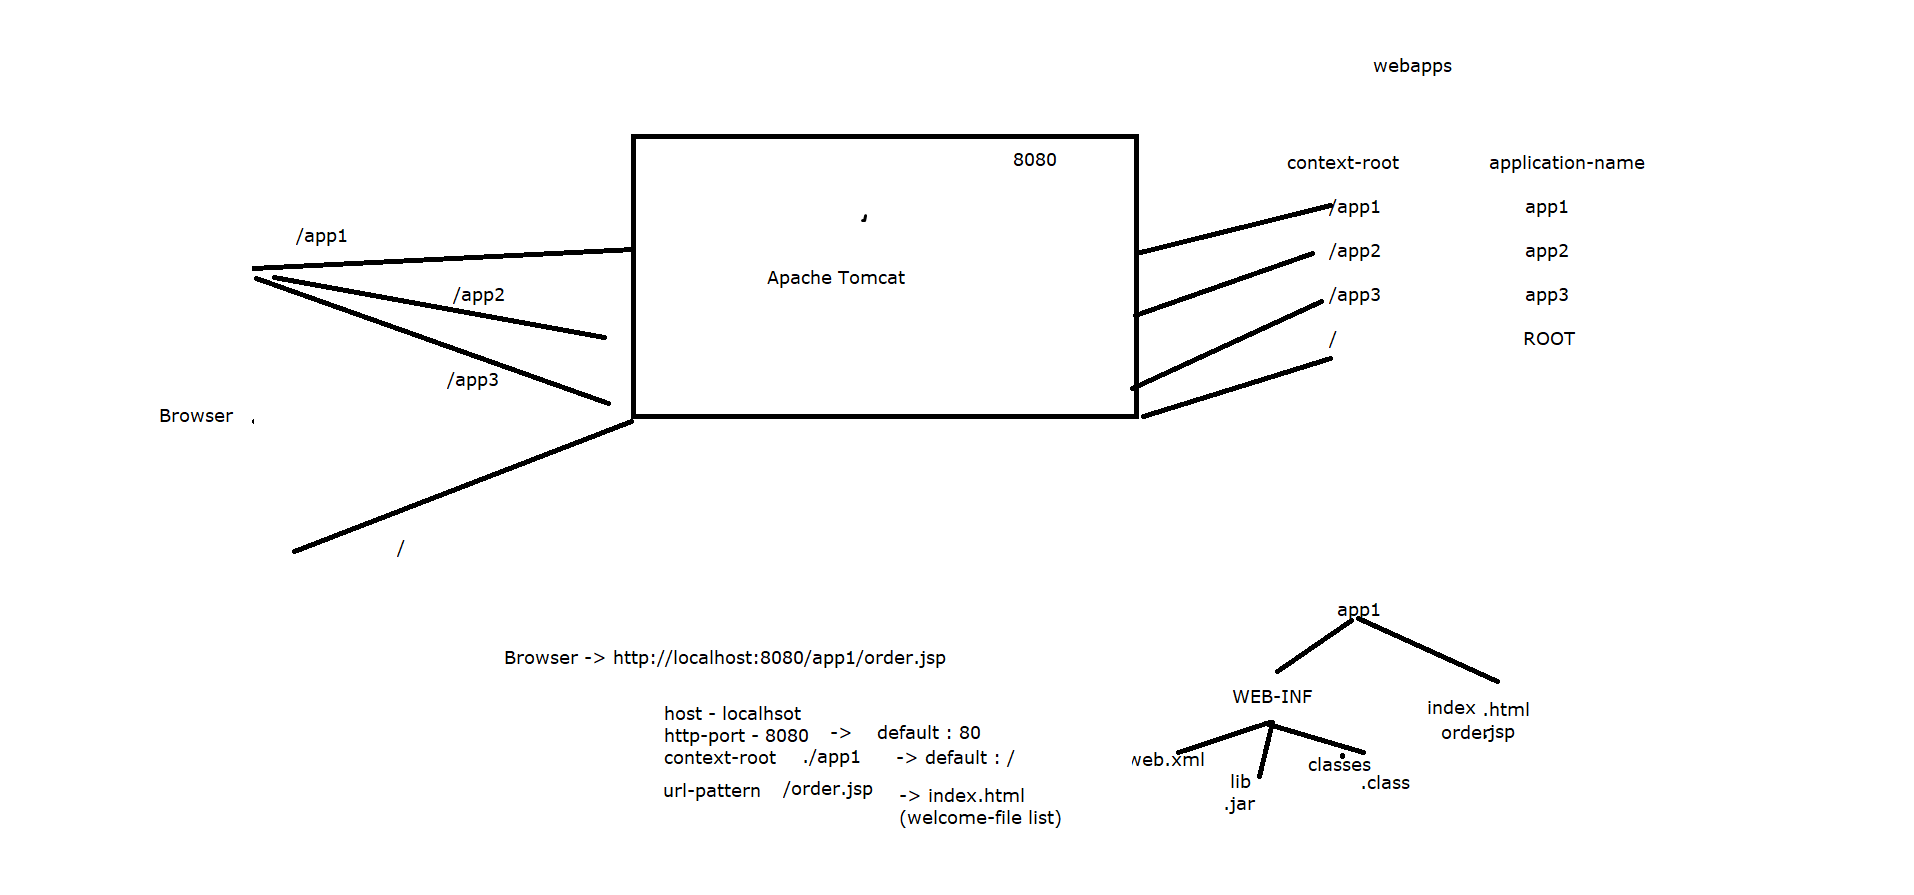 webapps
8080
context-root application-name
/app1 app1
/app2 app2
/app3 app3
/ ROOT
Apache Tomcat
/app1
/app2
/app3
Browser
/
Browser -> http://localhost:8080/app1/order.jsp
host - localhsot
http-port - 8080 -> default : 80
context-root ./app1 -> default : /
url-pattern /order.jsp -> index.html
(welcome-file list)
app1
WEB-INF
index .html
order.jsp
web.xml
classes
.class
lib
.jar